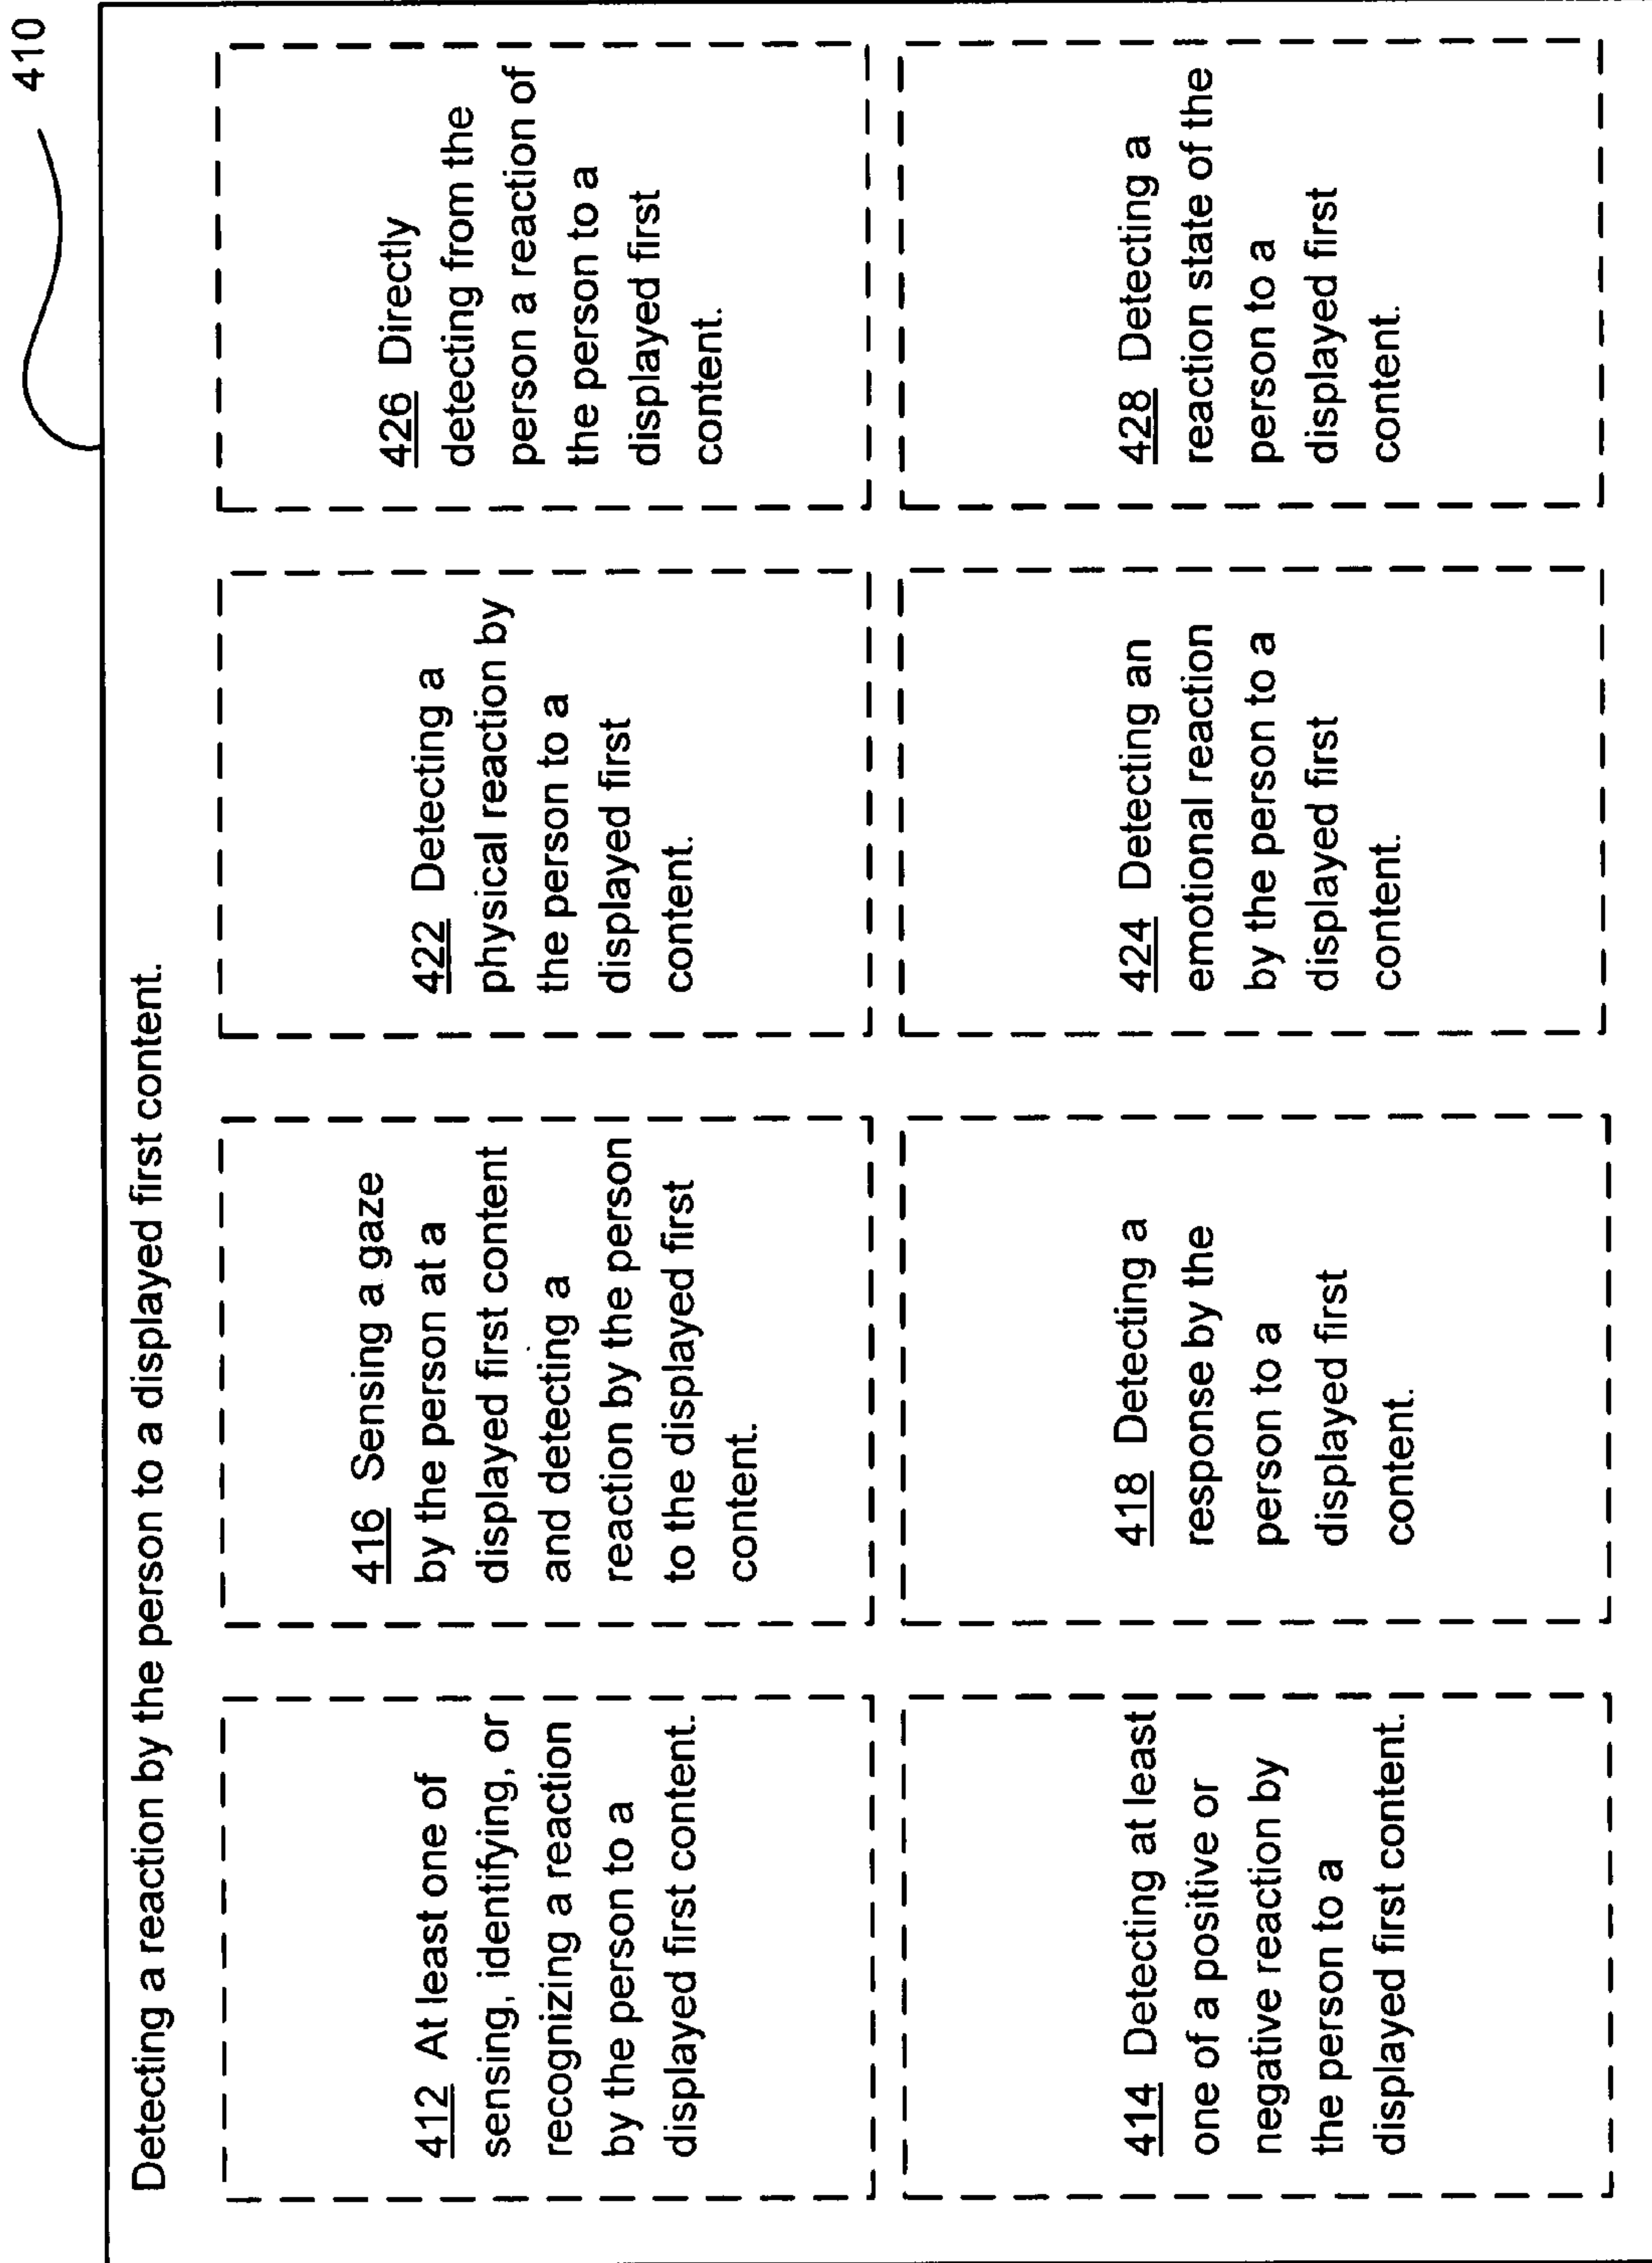 410
Detecting a reaction by the person to a displayed first content.
412 At least one of
sensing, identifying, or
recognizing a reaction
by the person to a
displayed first content.
416 Sensing a gaze
by the person at a
displayed first content
and detecting a
reaction by the person
to the displayed first
content.
422 Detecting a
physical reaction by
the person to a
displayed first
content.
426 Directly
detecting from the
person a reaction of
the person to a
displayed first
content.
414 Detecting at least
one of a positive or
negative reaction by
the person to a
displayed first content.
418 Detecting a
response by the
person to a
displayed first
content.
424 Detecting an
emotional reaction
by the person to a
displayed first
content.
428 Detecting a
reaction state of the
person to a
displayed first
content.